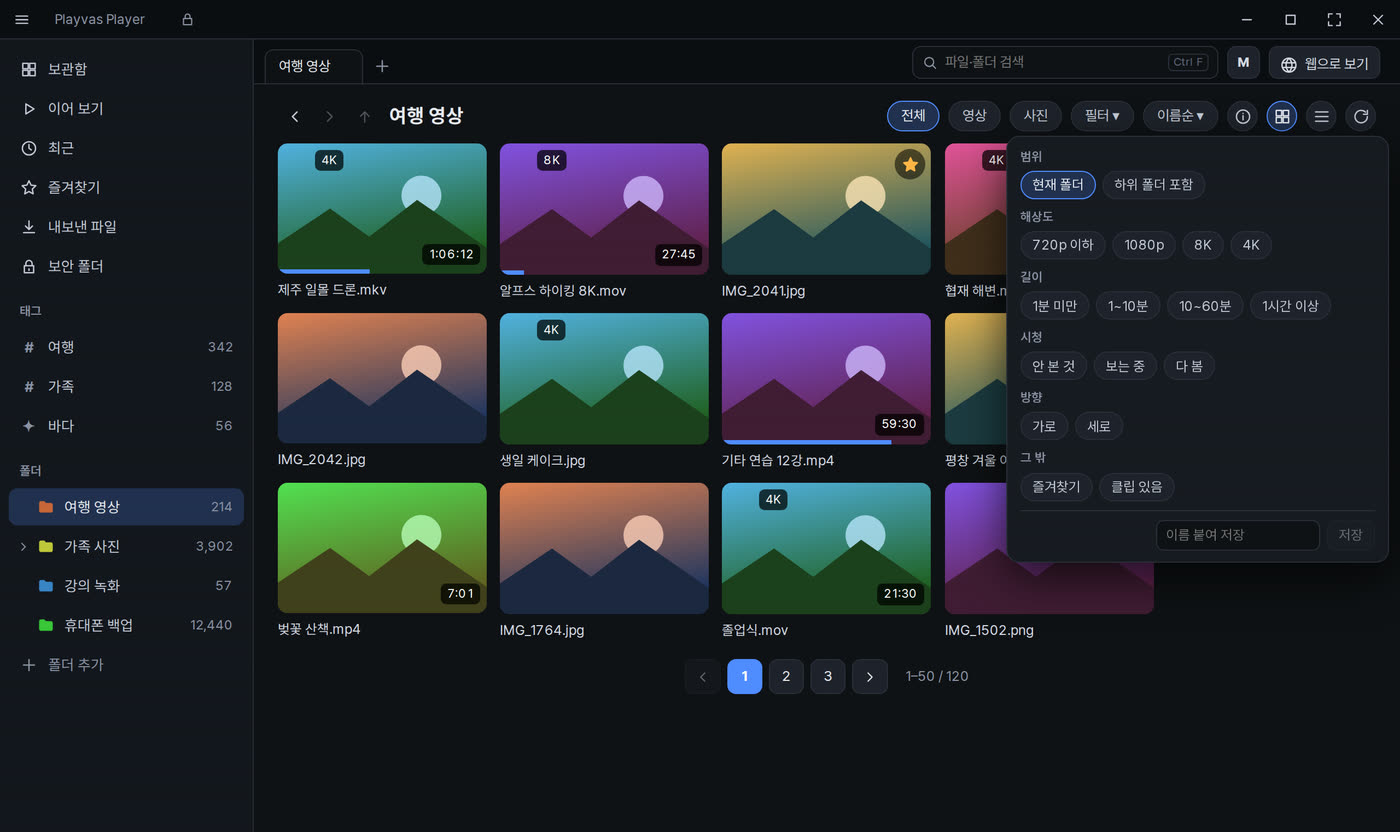 Playvas Player
보관함
이어 보기
최근
즐겨찾기
내보낸 파일
보안 폴더
태그
# 여행 342
# 가족 128
바다 56
폴더
여행 영상 214
가족 사진 3,902
강의 녹화 57
휴대폰 백업 12,440
폴더 추가
여행 영상
파일·폴더 검색 Ctrl F
M
웹으로 보기
여행 영상
전체 영상 사진 필터 ▾ 이름순 ▾
4K
1:06:12
제주 일몰 드론.mkv
8K
27:45
알프스 하이킹 8K.mov
IMG_2041.jpg
4K
협재 해변.m
IMG_2042.jpg
4K
생일 케이크.jpg
59:30
기타 연습 12강.mp4
평창 겨울
7:01
벚꽃 산책.mp4
IMG_1764.jpg
4K
21:30
졸업식.mov
IMG_1502.png
범위
현재 폴더 하위 폴더 포함
해상도
720p 이하 1080p 8K 4K
길이
1분 미만 1~10분 10~60분 1시간 이상
시청
안 본 것 보는 중 다 봄
방향
가로 세로
그 밖
즐겨찾기 클립 있음
이름 붙여 저장 저장
1 2 3 1–50 / 120